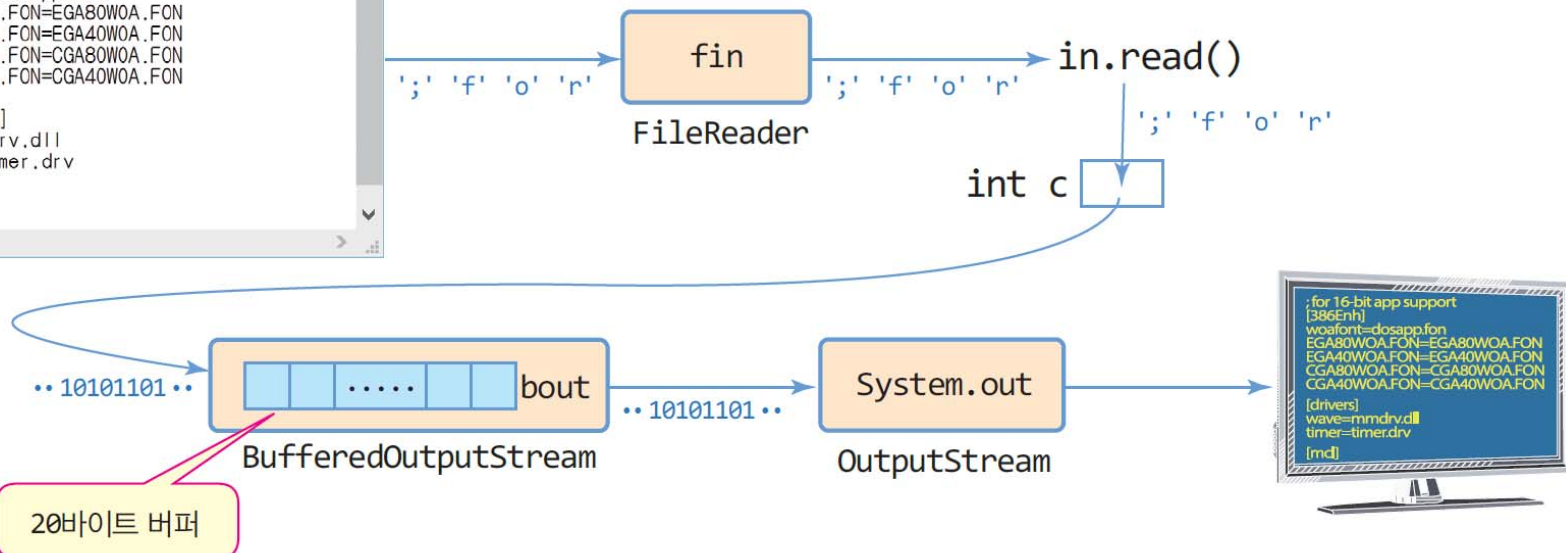 .FON=EGA80WOA.FON
.FON=EGA40WOA.FON
.FON=CGA80WOA.FON
.FON=CGA40WOA.FON
]
rv.dll
mer.drv
';' 'f' 'o' 'r'
fin
FileReader
';' 'f' 'o' 'r'
in.read()
';' 'f' 'o' 'r'
int c
•• 10101101 ••
..... bout
BufferedOutputStream
20바이트 버퍼
•• 10101101 ••
System.out
OutputStream
; for 16-bit app support
[386Enh]
woafont=dosapp.fon
EGA80WOA.FON=EGA80WOA.FON
EGA40WOA.FON=EGA40WOA.FON
CGA80WOA.FON=CGA80WOA.FON
CGA40WOA.FON=CGA40WOA.FON
[drivers]
wave=mmdrv.dll
timer=timer.drv
[mci]